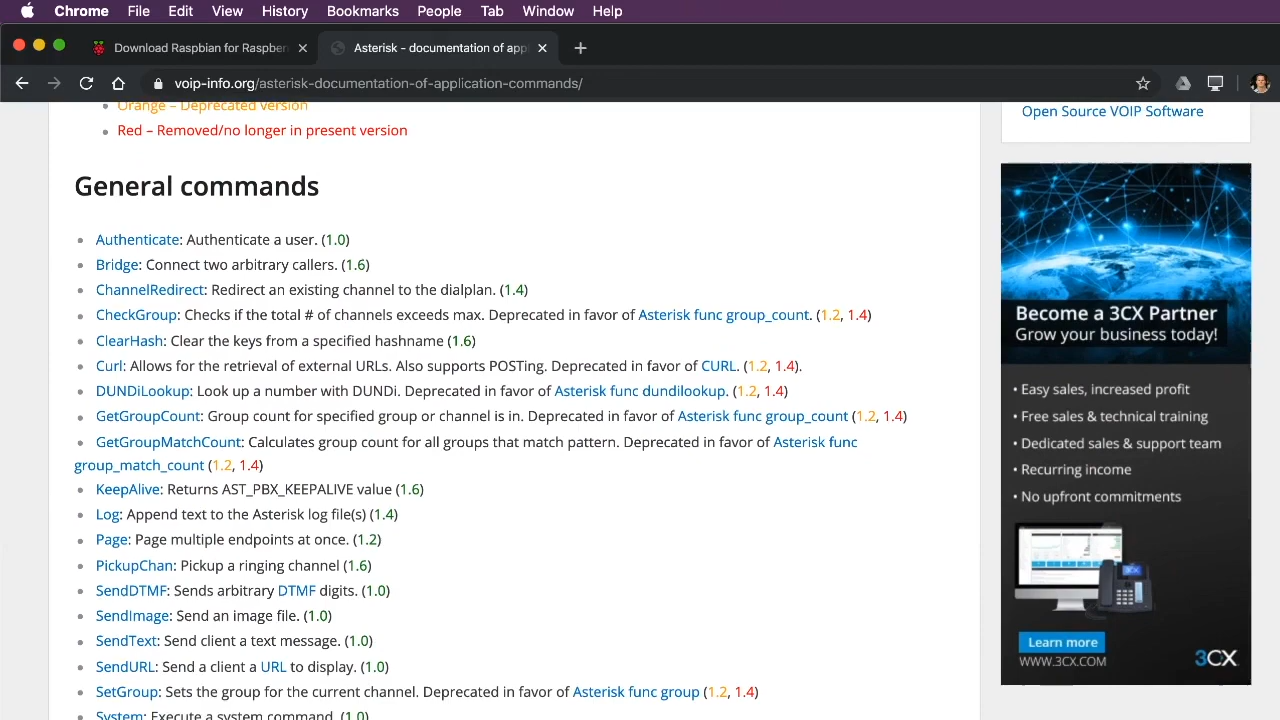 Chrome File Edit View History Bookmarks People Tab Window Help
Download Raspbian for Raspber
Asterisk – documentation of app
voip-info.org/asterisk-documentation-of-application-commands/
Orange – Deprecated version
Red – Removed/no longer in present version
General commands
Authenticate: Authenticate a user. (1.0)
Bridge: Connect two arbitrary callers. (1.6)
ChannelRedirect: Redirect an existing channel to the dialplan. (1.4)
CheckGroup: Checks if the total # of channels exceeds max. Deprecated in favor of Asterisk func group_count. (1.2, 1.4)
ClearHash: Clear the keys from a specified hashname (1.6)
Curl: Allows for the retrieval of external URLs. Also supports POSTing. Deprecated in favor of CURL. (1.2, 1.4).
DUNDiLookup: Look up a number with DUNDi. Deprecated in favor of Asterisk func dundilookup. (1.2, 1.4)
GetGroupCount: Group count for specified group or channel is in. Deprecated in favor of Asterisk func group_count (1.2, 1.4)
GetGroupMatchCount: Calculates group count for all groups that match pattern. Deprecated in favor of Asterisk func
group_match_count (1.2, 1.4)
KeepAlive: Returns AST_PBX_KEEPALIVE value (1.6)
Log: Append text to the Asterisk log file(s) (1.4)
Page: Page multiple endpoints at once. (1.2)
PickupChan: Pickup a ringing channel (1.6)
SendDTMF: Sends arbitrary DTMF digits. (1.0)
SendImage: Send an image file. (1.0)
SendText: Send client a text message. (1.0)
SendURL: Send a client a URL to display. (1.0)
SetGroup: Sets the group for the current channel. Deprecated in favor of Asterisk func group (1.2, 1.4)
System: Execute a system command. (1.0)
Open Source VOIP Software
Become a 3CX Partner
Grow your business today!
• Easy sales, increased profit
• Free sales & technical training
• Dedicated sales & support team
• Recurring income
• No upfront commitments
3CX
Learn more
WWW.3CX.COM
3CX